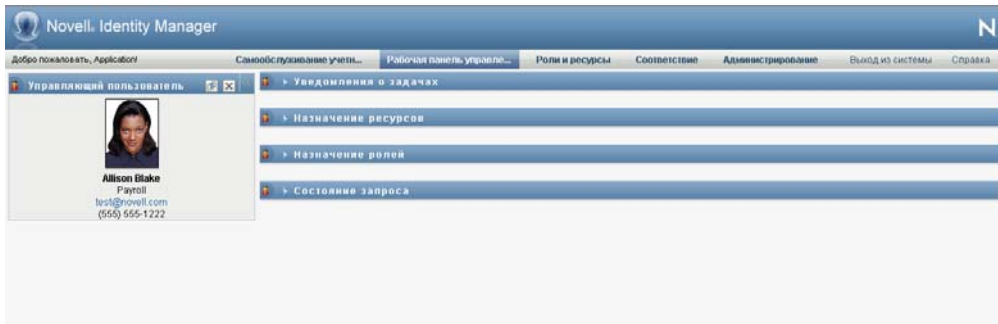 Novell® Identity Manager
N
Добро пожаловать, Application!
Самообслуживание учетн...
Рабочая панель управле...
Роли и ресурсы
Соответствие
Администрирование
Выход из системы
Справка
Управляющий пользователь
Allison Blake
Payroll
test@novell.com
(555) 555-1222
Уведомления о задачах
Назначение ресурсов
Назначение ролей
Состояние запроса